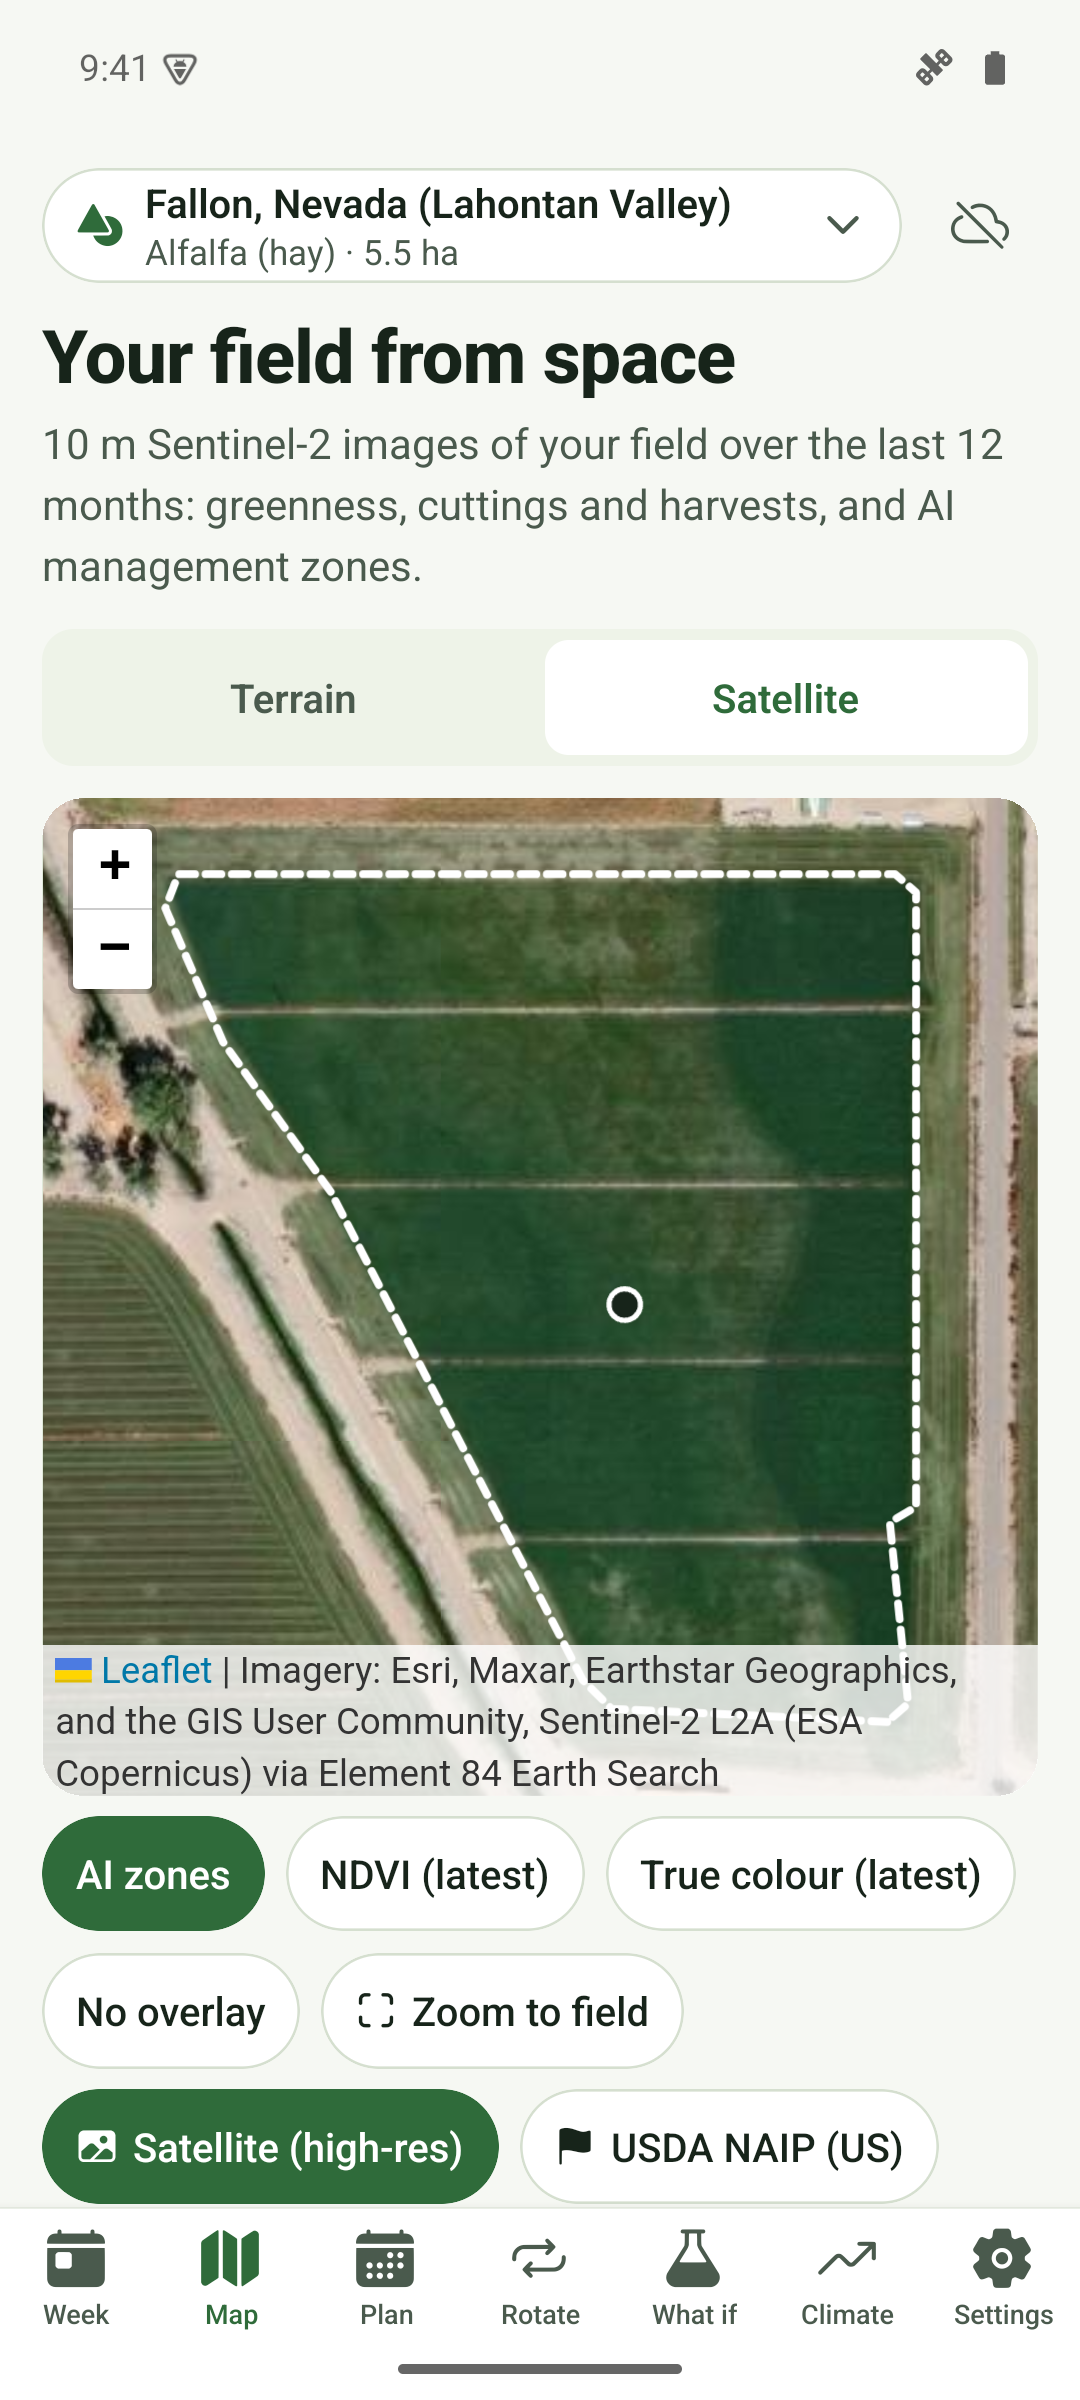 9:41
Fallon, Nevada (Lahontan Valley)
Alfalfa (hay) · 5.5 ha
Your field from space
10 m Sentinel-2 images of your field over the last 12
months: greenness, cuttings and harvests, and AI
management zones.
Terrain
Satellite
+
−
Leaflet | Imagery: Esri, Maxar, Earthstar Geographics,
and the GIS User Community, Sentinel-2 L2A (ESA
Copernicus) via Element 84 Earth Search
AI zones
NDVI (latest)
True colour (latest)
No overlay
Zoom to field
Satellite (high-res)
USDA NAIP (US)
Week
Map
Plan
Rotate
What if
Climate
Settings